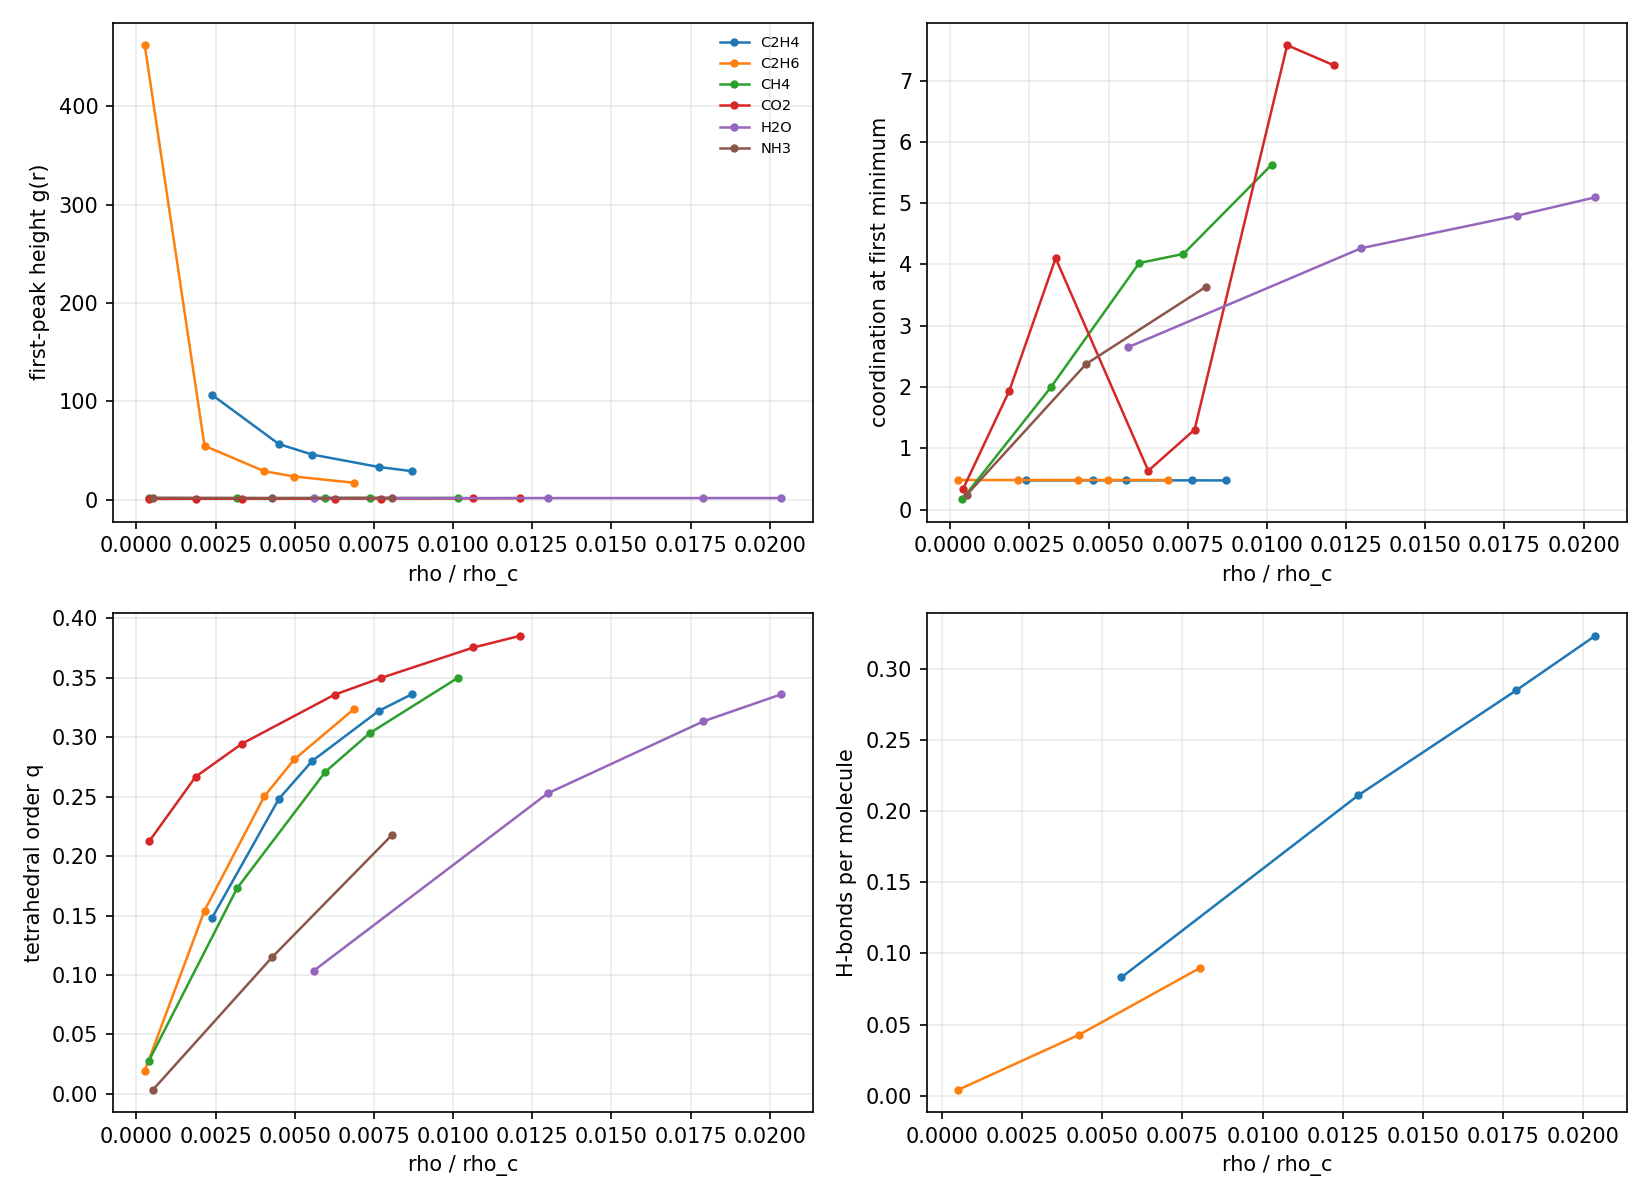 first-peak height g(r)
400
300
200
100
0
C2H4
C2H6
CH4
CO2
H2O
NH3
0.0000 0.0025 0.0050 0.0075 0.0100 0.0125 0.0150 0.0175 0.0200
rho / rho_c
coordination at first minimum
7
6
5
4
3
2
1
0
0.0000 0.0025 0.0050 0.0075 0.0100 0.0125 0.0150 0.0175 0.0200
rho / rho_c
tetrahedral order q
0.40
0.35
0.30
0.25
0.20
0.15
0.10
0.05
0.00
0.0000 0.0025 0.0050 0.0075 0.0100 0.0125 0.0150 0.0175 0.0200
rho / rho_c
H-bonds per molecule
0.30
0.25
0.20
0.15
0.10
0.05
0.00
0.0000 0.0025 0.0050 0.0075 0.0100 0.0125 0.0150 0.0175 0.0200
rho / rho_c